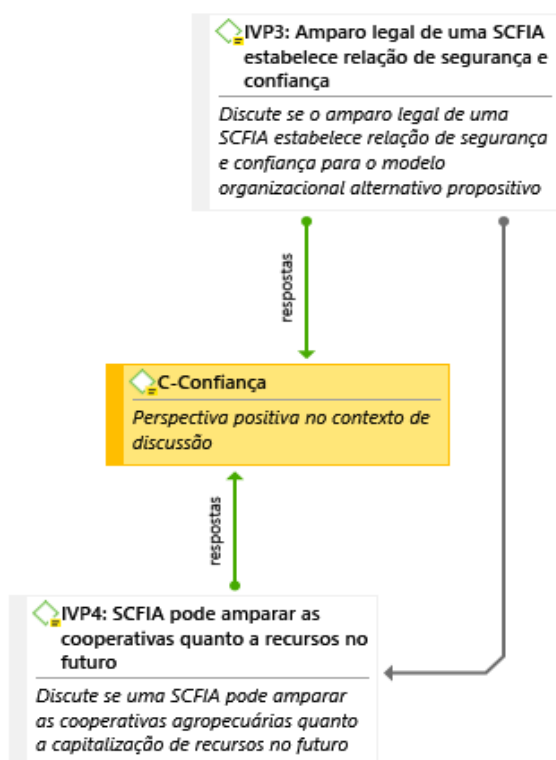 IVP3: Amparo legal de uma SCFIA
estabelece relação de segurança e
confiança
Discute se o amparo legal de uma
SCFIA estabelece relação de segurança
e confiança para o modelo
organizacional alternativo propositivo
respostas
C-Confiança
Perspectiva positiva no contexto de
discussão
respostas
IVP4: SCFIA pode amparar as
cooperativas quanto a recursos no
futuro
Discute se uma SCFIA pode amparar
as cooperativas agropecuárias quanto
a capitalização de recursos no futuro